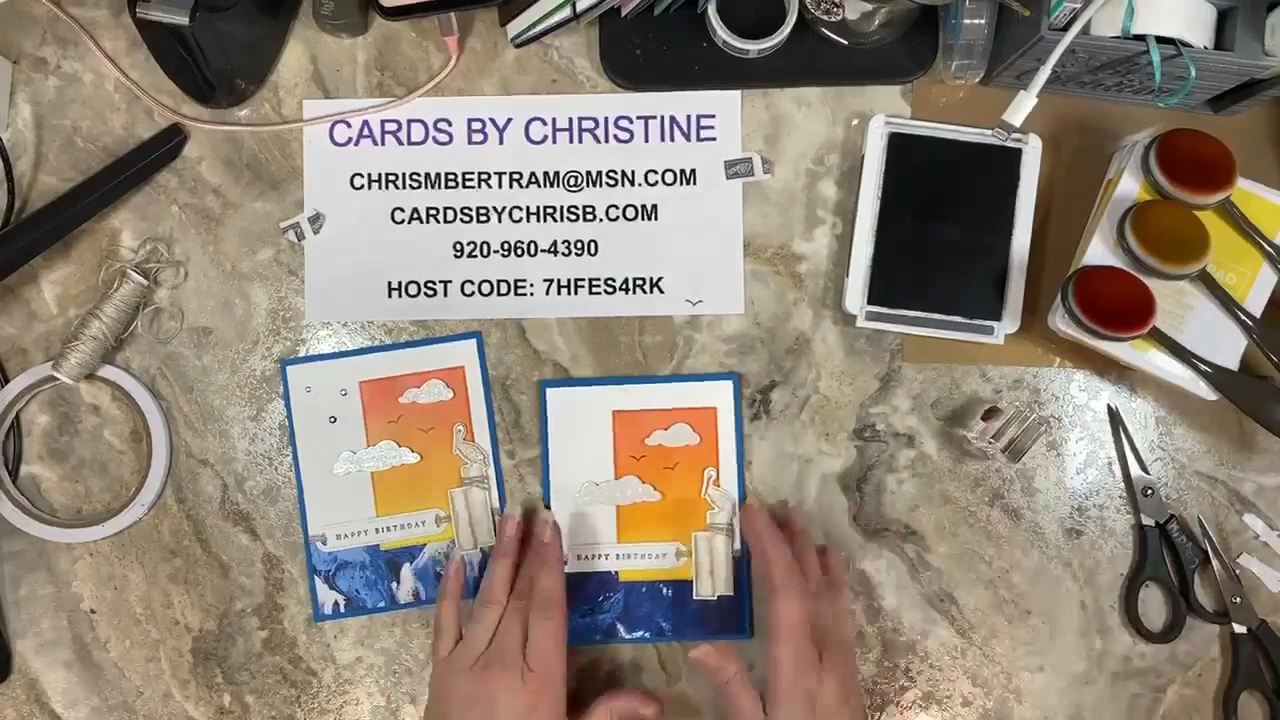 CARDS BY CHRISTINE
CHRISMBERTRAM@MSN.COM
CARDSBYCHRISB.COM
920-960-4390
HOST CODE: 7HFES4RK
HAPPY BIRTHDAY
HAPPY BIRTHDAY